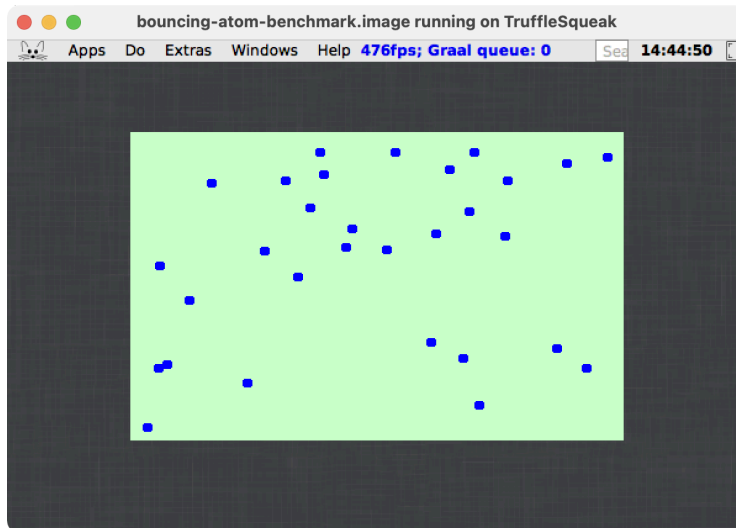 bouncing-atom-benchmark.image running on TruffleSqueak
Apps Do Extras Windows Help 476fps; Graal queue: 0 Sea 14:44:50